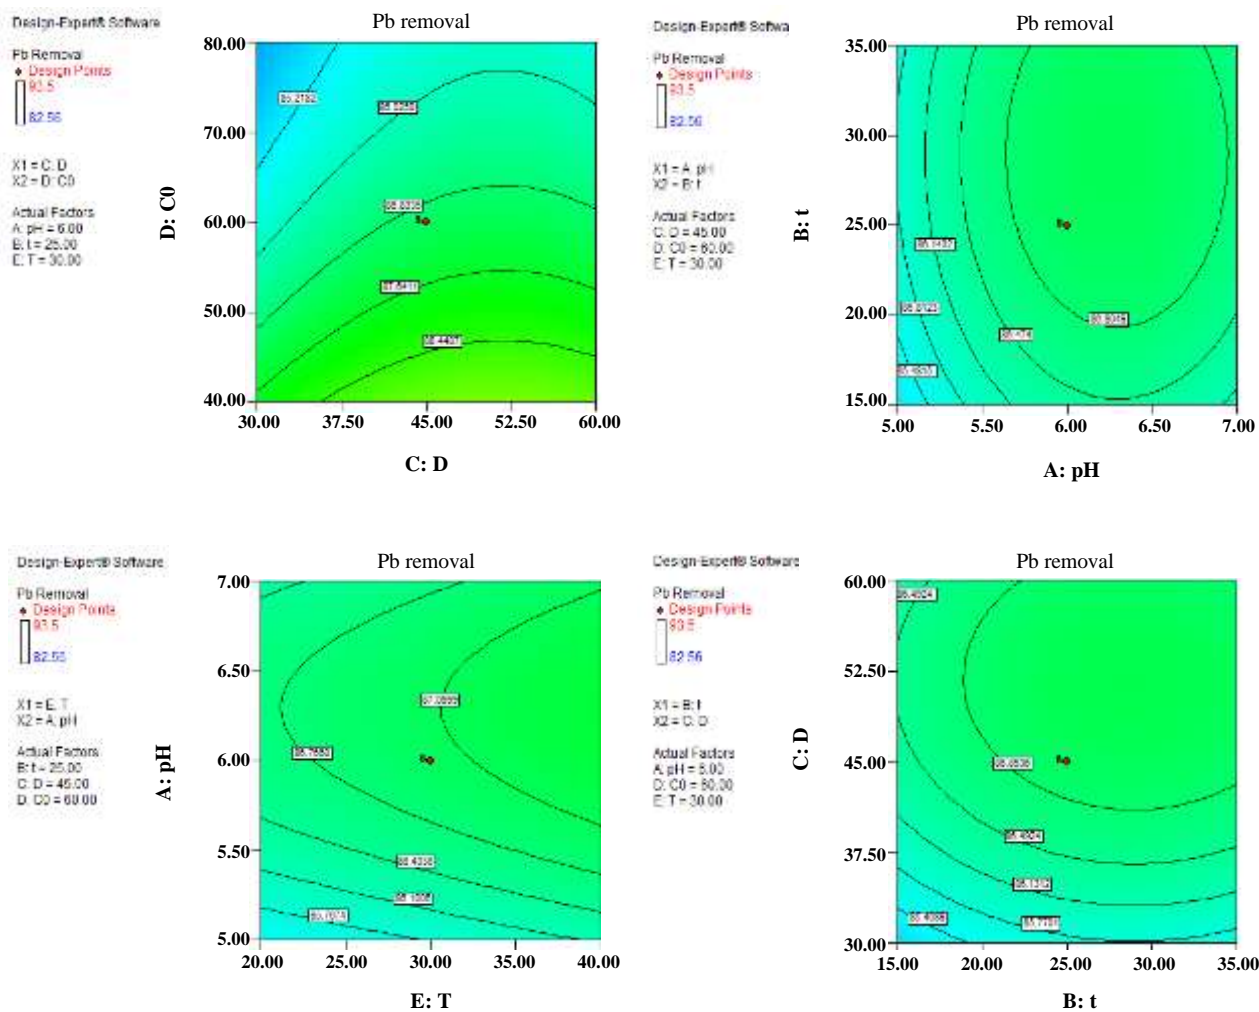 Design-Expert® Software
Pb Removal
Design Points
93.5
82.56
X1 = C: D
X2 = D: C0
Actual Factors
A: pH = 6.00
B: t = 25.00
E: T = 30.00
Pb removal
D: C0
80.00
70.00
60.00
50.00
40.00
30.00 37.50 45.00 52.50 60.00
C: D
Design-Expert® Softwa
Pb Removal
Design Points
93.5
82.56
X1 = A: pH
X2 = B: t
Actual Factors
C: D = 45.00
D: C0 = 60.00
E: T = 30.00
Pb removal
B: t
35.00
30.00
25.00
20.00
15.00
5.00 5.50 6.00 6.50 7.00
A: pH
Design-Expert® Software
Pb Removal
Design Points
93.5
82.56
X1 = E: T
X2 = A: pH
Actual Factors
B: t = 25.00
C: D = 45.00
D: C0 = 60.00
Pb removal
A: pH
7.00
6.50
6.00
5.50
5.00
20.00 25.00 30.00 35.00 40.00
E: T
Design-Expert® Software
Pb Removal
Design Points
93.5
82.56
X1 = B: t
X2 = C: D
Actual Factors
A: pH = 6.00
D: C0 = 60.00
E: T = 30.00
Pb removal
C: D
60.00
52.50
45.00
37.50
30.00
15.00 20.00 25.00 30.00 35.00
B: t